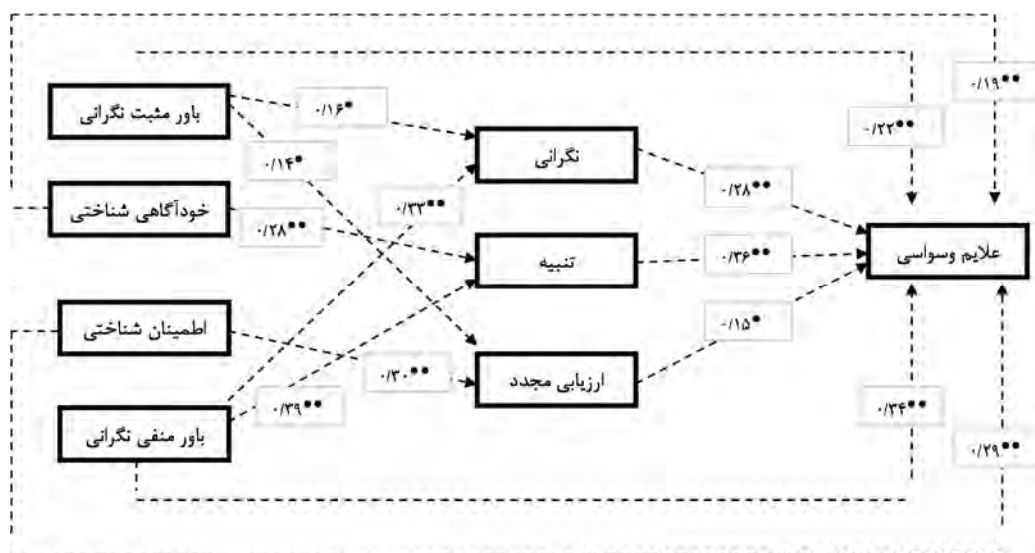 ۰/۱۹**
۰/۲۲**
باور مثبت نگرانی
۰/۱۶*
نگرانی
۰/۱۴*
۰/۲۸**
خودآگاهی شناختی
۰/۳۳**
۰/۲۸**
تنبیه
۰/۳۶**
علایم وسواسی
اطمینان شناختی
۰/۱۵*
۰/۳۰**
ارزیابی مجدد
باور منفی نگرانی
۰/۳۹**
۰/۳۴**
۰/۲۹**